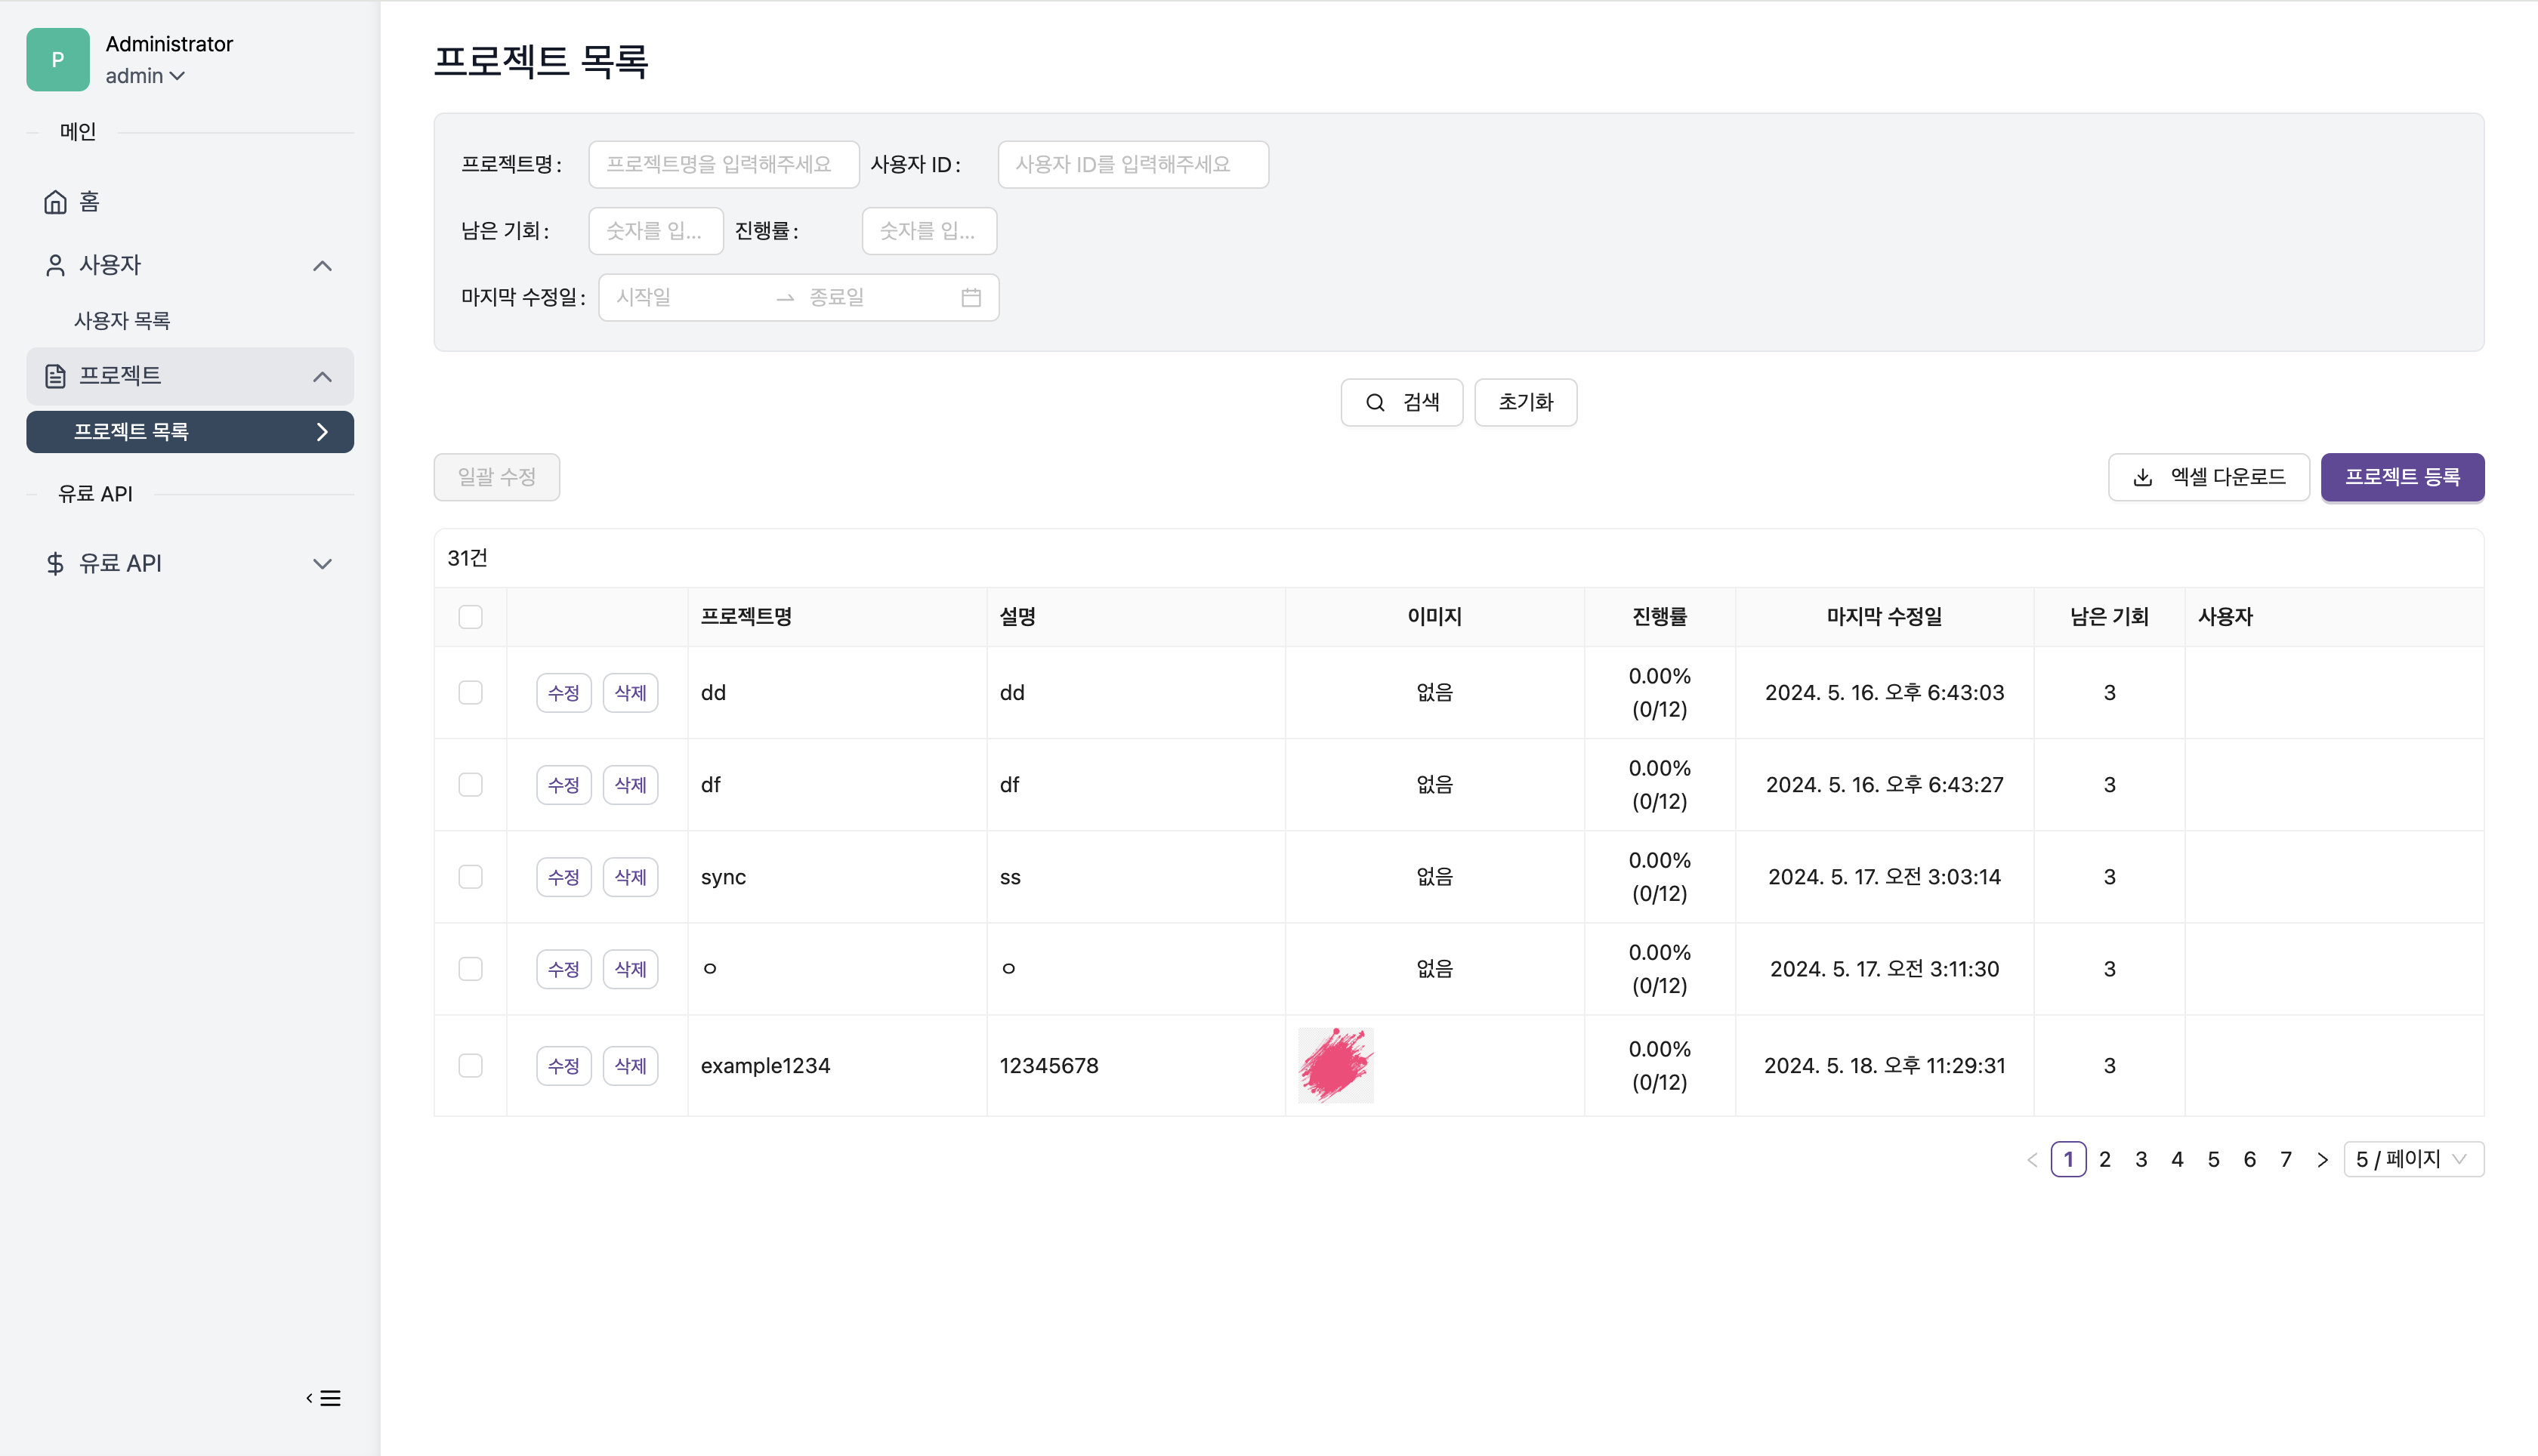 P
Administrator
admin
메인
홈
사용자
사용자 목록
프로젝트
프로젝트 목록
유료 API
유료 API
프로젝트 목록
프로젝트명: 프로젝트명을 입력해주세요 사용자 ID: 사용자 ID를 입력해주세요
남은 기회: 숫자를 입... 진행률: 숫자를 입...
마지막 수정일: 시작일 종료일
검색 초기화
일괄 수정 엑셀 다운로드 프로젝트 등록
31건
프로젝트명 설명 이미지 진행률 마지막 수정일 남은 기회 사용자
수정 삭제 dd dd 없음 0.00% (0/12) 2024. 5. 16. 오후 6:43:03 3
수정 삭제 df df 없음 0.00% (0/12) 2024. 5. 16. 오후 6:43:27 3
수정 삭제 sync ss 없음 0.00% (0/12) 2024. 5. 17. 오전 3:03:14 3
수정 삭제 ㅇ ㅇ 없음 0.00% (0/12) 2024. 5. 17. 오전 3:11:30 3
수정 삭제 example1234 12345678 0.00% (0/12) 2024. 5. 18. 오후 11:29:31 3
1 2 3 4 5 6 7 5 / 페이지